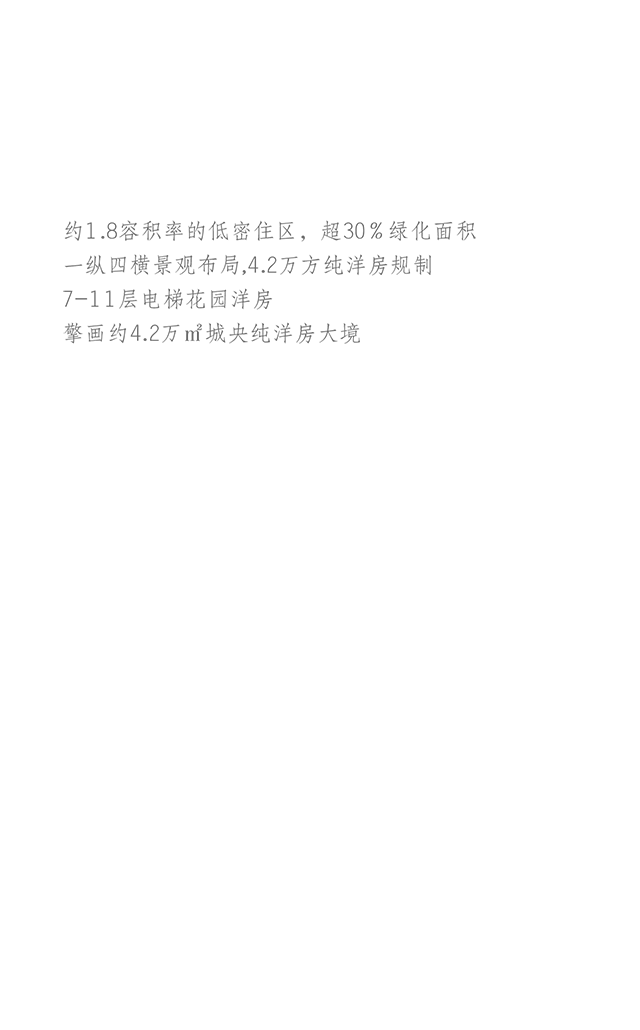 约1.8容积率的低密住区，超30%绿化面积
一纵四横景观布局,4.2万方纯洋房规制
7-11层电梯花园洋房
擎画约4.2万㎡城央纯洋房大境